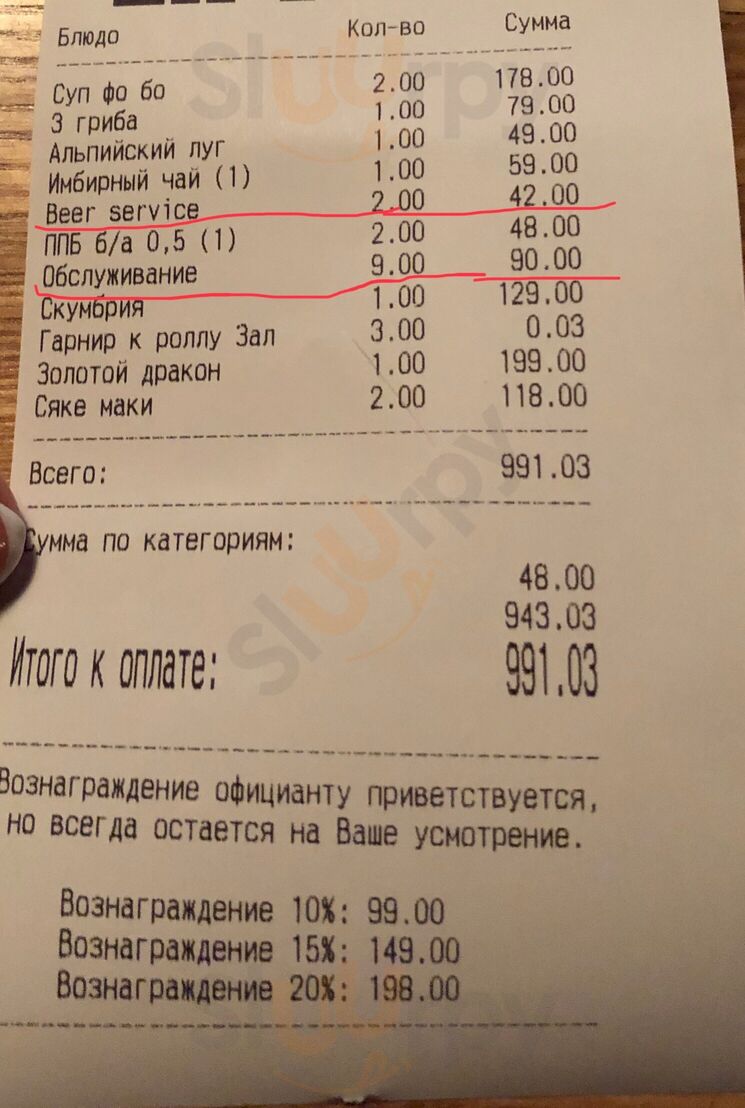 Блюдо Кол-во Сумма
Суп фо бо 2.00 178.00
3 гриба 1.00 79.00
Альпийский луг 1.00 49.00
Имбирный чай (1) 1.00 59.00
Beer service 2.00 42.00
ППБ б/а 0,5 (1) 2.00 48.00
Обслуживание 9.00 90.00
Скумбрия 1.00 129.00
Гарнир к роллу Зал 3.00 0.03
Золотой дракон 1.00 199.00
Сяке маки 2.00 118.00
Всего: 991.03
Сумма по категориям:
48.00
943.03
Итого к оплате: 991.03
Вознаграждение официанту приветствуется,
но всегда остается на Ваше усмотрение.
Вознаграждение 10%: 99.00
Вознаграждение 15%: 149.00
Вознаграждение 20%: 198.00
Sluurpy
Sluurpy